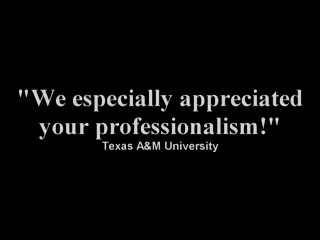 "We especially appreciated
your professionalism!"
Texas A&M University